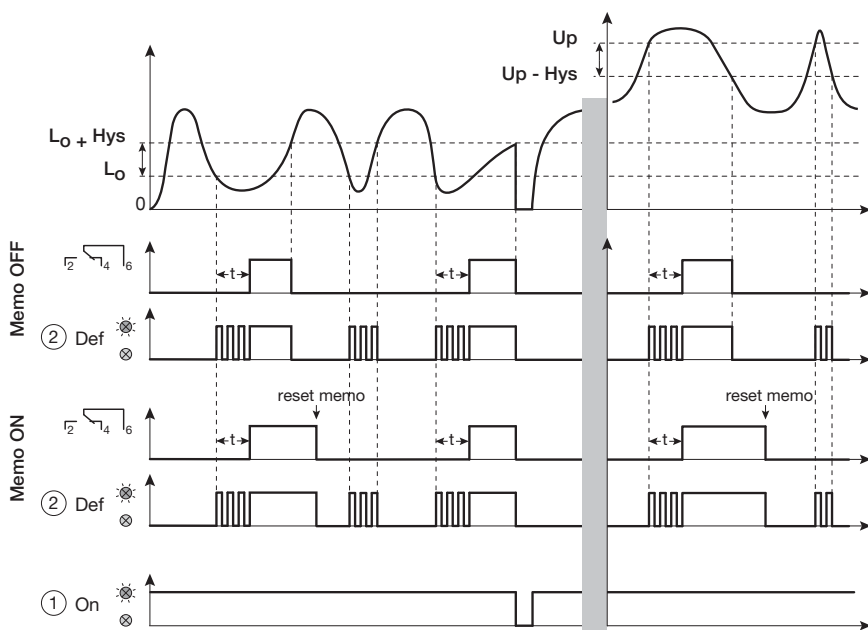 Up
Up - Hys
Lo + Hys
Lo
0
Memo OFF
2 4 6
t t t
2 Def
reset memo reset memo
Memo ON
2 4 6
t t t
2 Def
1 On